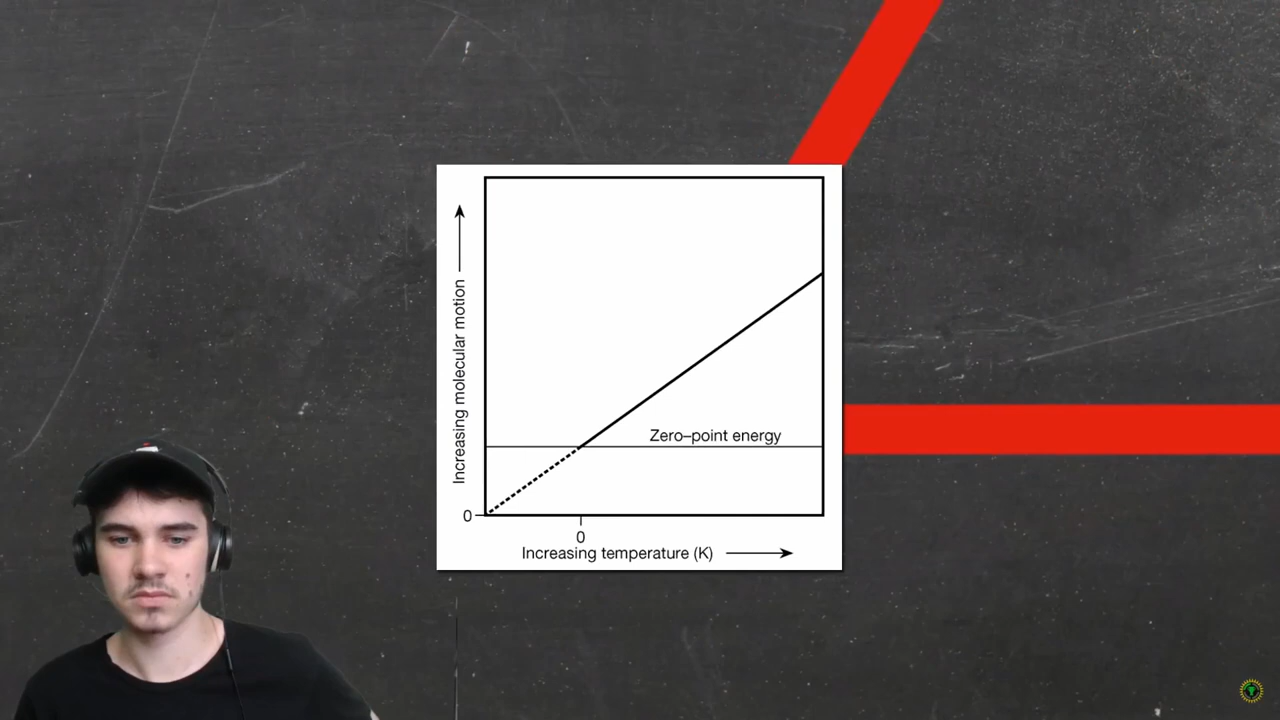 Increasing molecular motion
Zero–point energy
0
0
Increasing temperature (K)